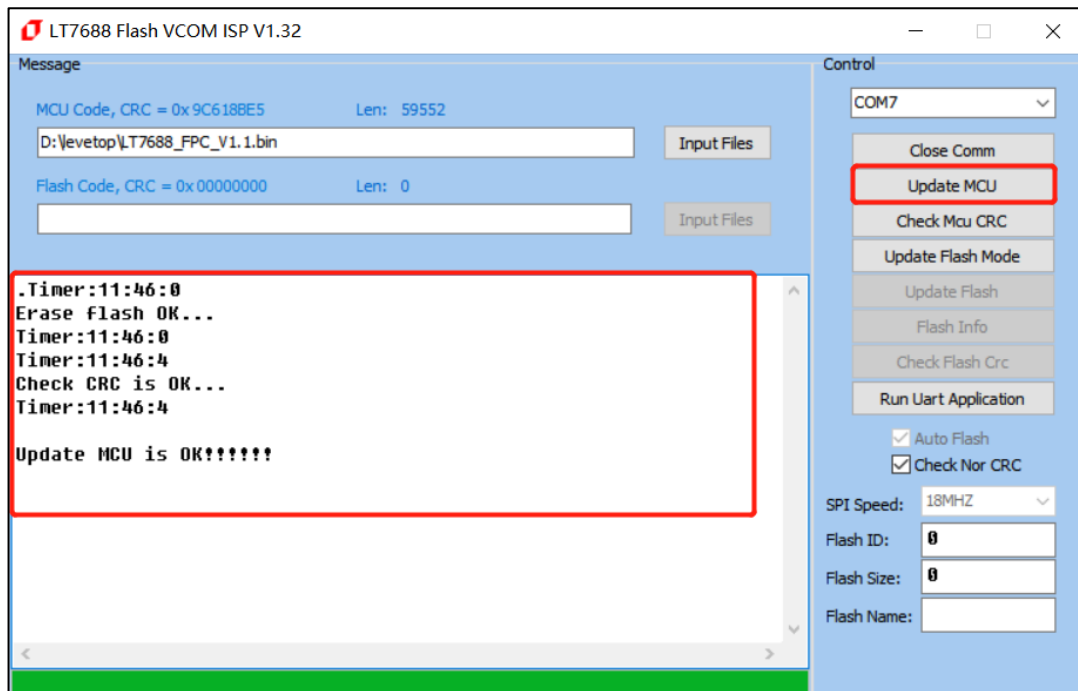 LT7688 Flash VCOM ISP V1.32
Message
MCU Code, CRC = 0x9C618BE5 Len: 59552
D:\levetop\LT7688_FPC_V1.1.bin
Input Files
Flash Code, CRC = 0x00000000 Len: 0
Input Files
.Timer:11:46:0
Erase flash OK...
Timer:11:46:0
Timer:11:46:4
Check CRC is OK...
Timer:11:46:4
Update MCU is OK!!!!!!
Control
COM7
Close Comm
Update MCU
Check Mcu CRC
Update Flash Mode
Update Flash
Flash Info
Check Flash Crc
Run Uart Application
Auto Flash
Check Nor CRC
SPI Speed: 18MHZ
Flash ID: 0
Flash Size: 0
Flash Name: